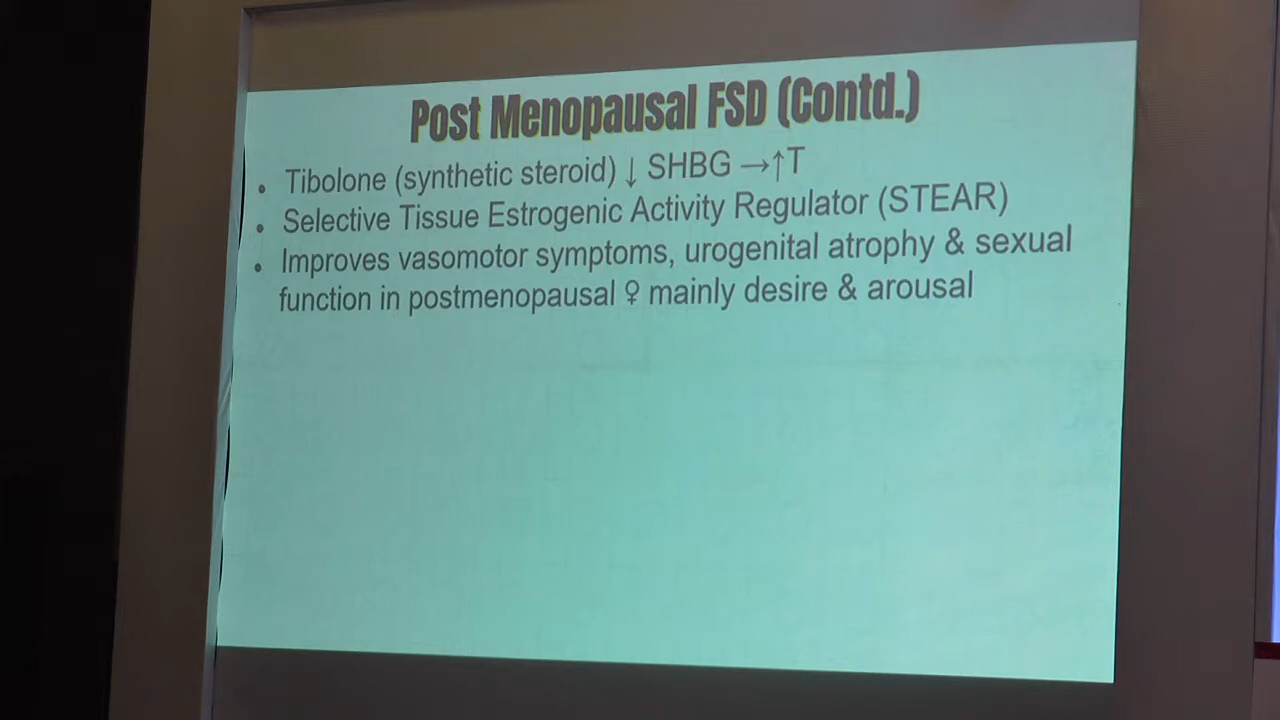 Post Menopausal FSD (Contd.)
• Tibolone (synthetic steroid) ↓ SHBG →↑T
• Selective Tissue Estrogenic Activity Regulator (STEAR)
• Improves vasomotor symptoms, urogenital atrophy & sexual
function in postmenopausal ♀ mainly desire & arousal